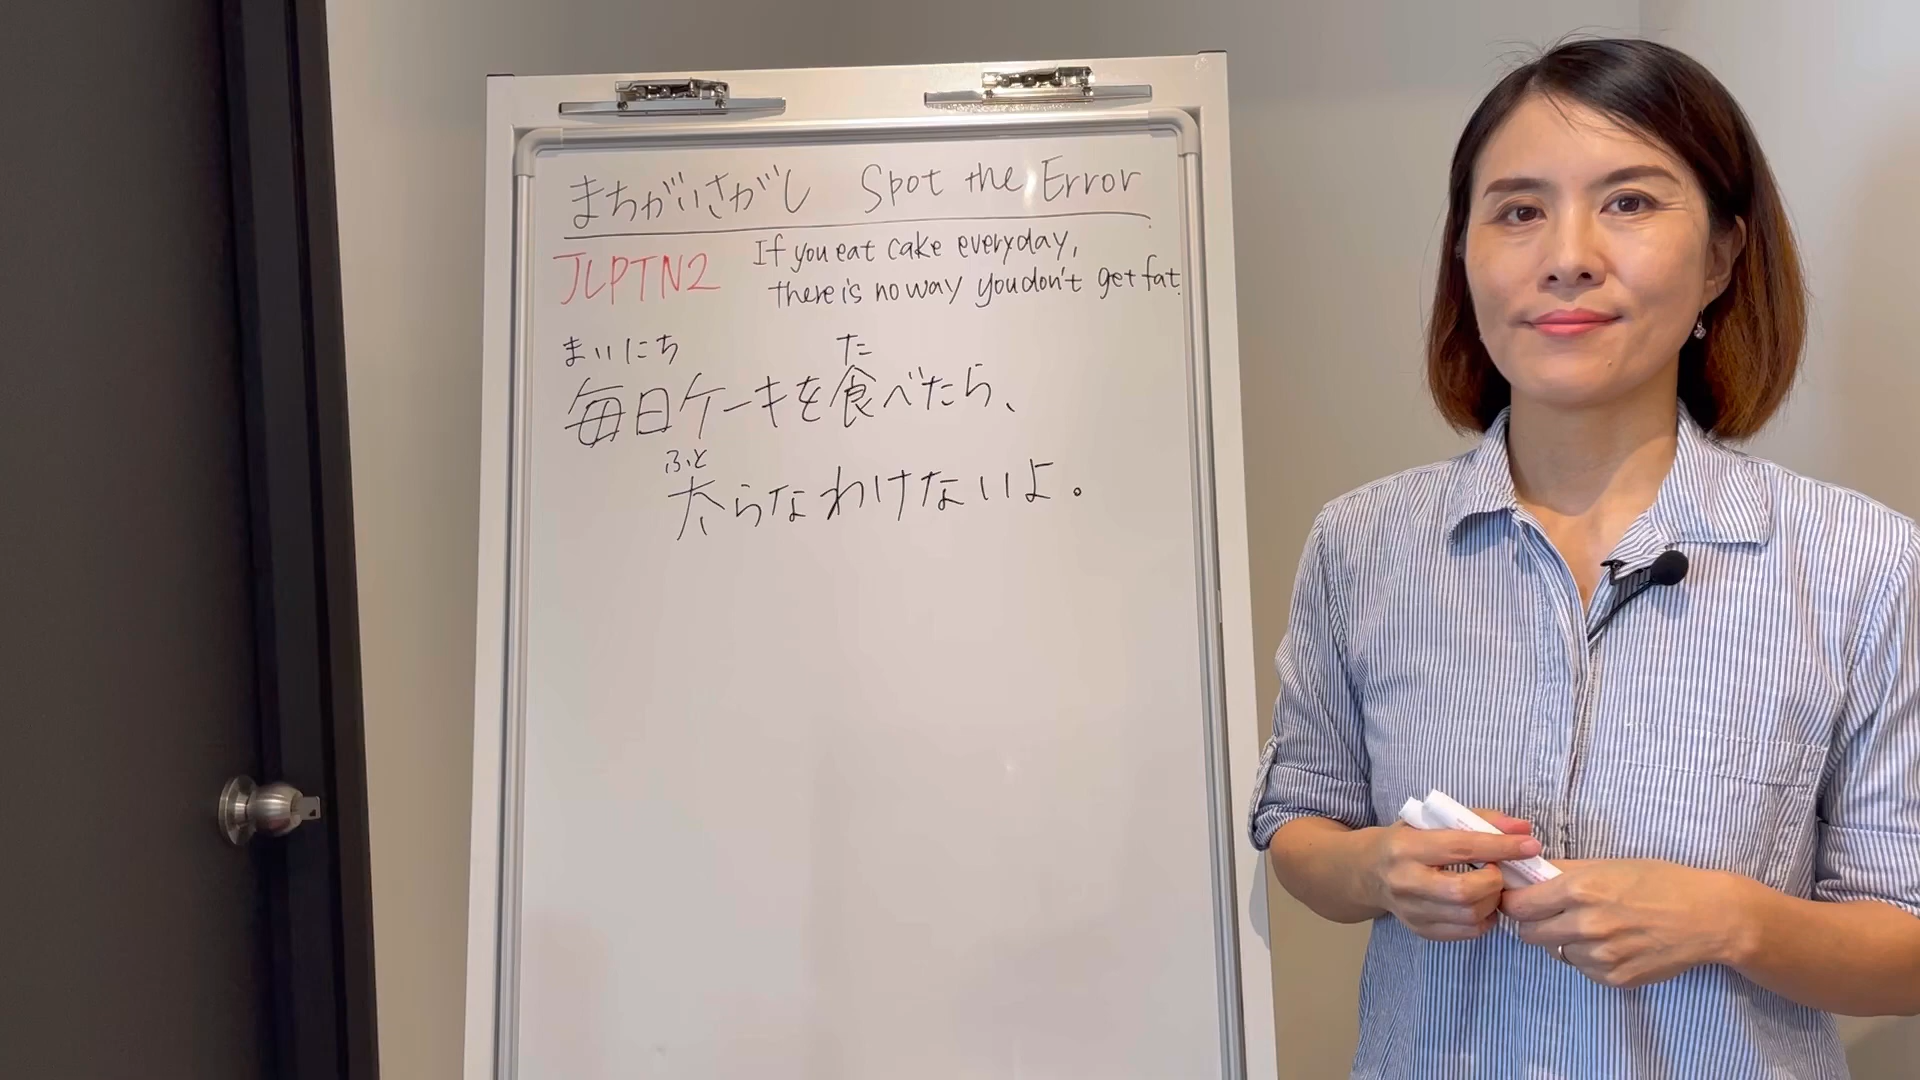 まちがいさがし Spot the Error
JLPTN2
If you eat cake everyday,
there is no way you don't get fat.
まいにち た
毎日ケーキを食べたら、
ふと
太らなわけないよ。